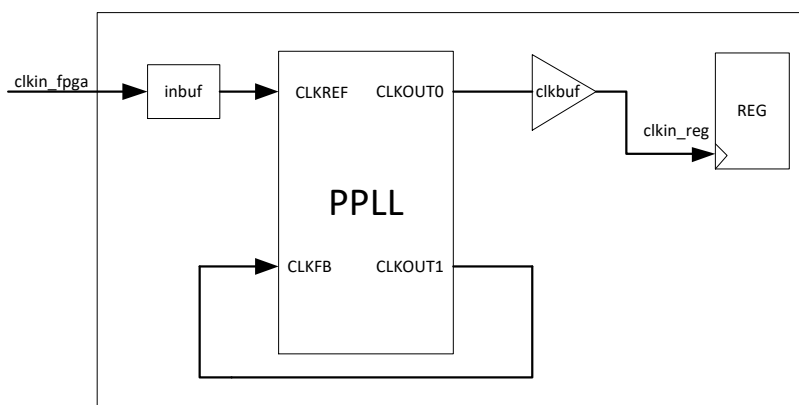 clkin_fpga
inbuf
CLKREF
CLKOUT0
clkbuf
clkin_reg
REG
PPLL
CLKFB
CLKOUT1